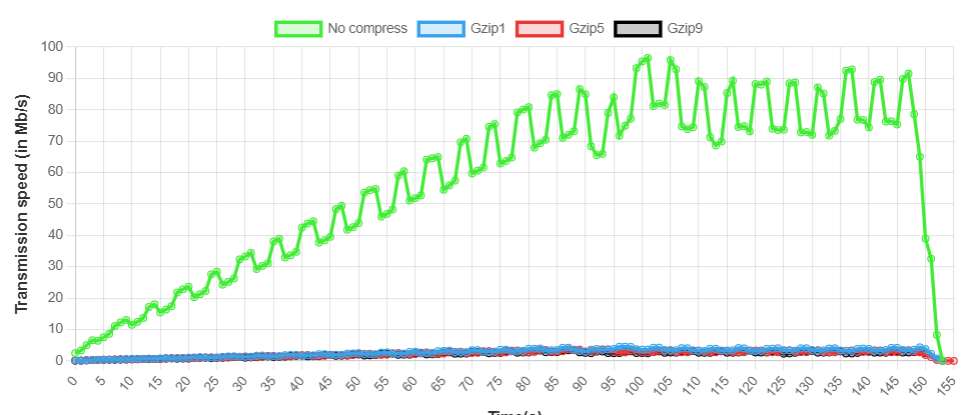 No compress Gzip1 Gzip5 Gzip9
Transmission speed (in Mb/s)
100
90
80
70
60
50
40
30
20
10
0
0 5 10 15 20 25 30 35 40 45 50 55 60 65 70 75 80 85 90 95 100 105 110 115 120 125 130 135 140 145 150 155
Time(s)